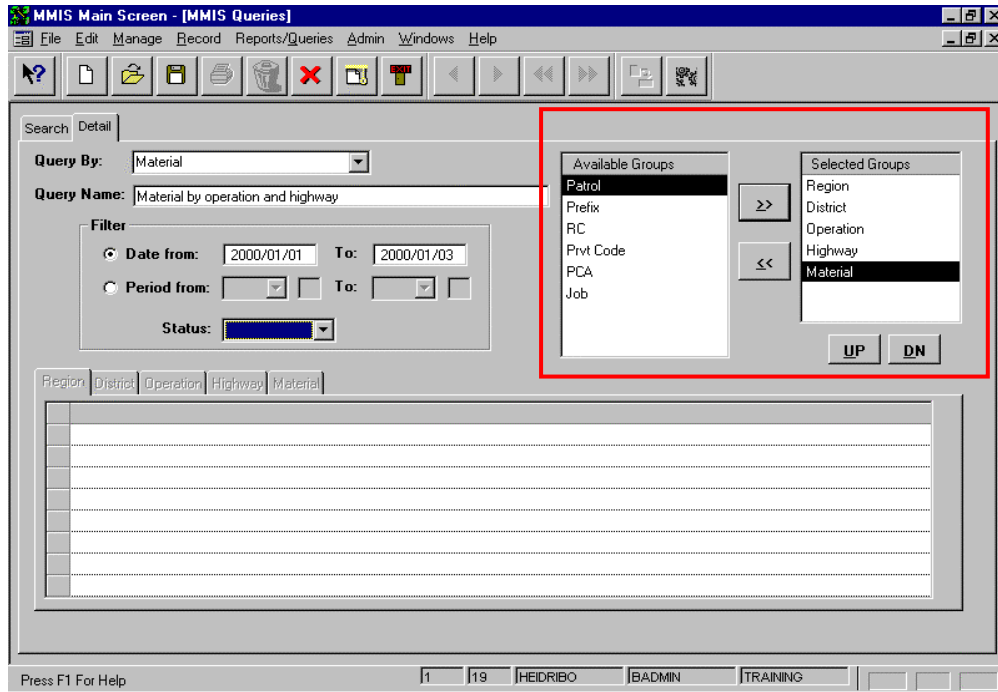 MMIS Main Screen - [MMIS Queries]
File Edit Manage Record Reports/Queries Admin Windows Help
EXIT
Search Detail
Query By: Material
Query Name: Material by operation and highway
Filter
Date from: 2000/01/01 To: 2000/01/03
Period from: To:
Status:
Available Groups
Patrol
Prefix
RC
Prvt Code
PCA
Job
>>
<<
Selected Groups
Region
District
Operation
Highway
Material
UP DN
Region District Operation Highway Material
Press F1 For Help 1 19 HEIDRIBO BADMIN TRAINING